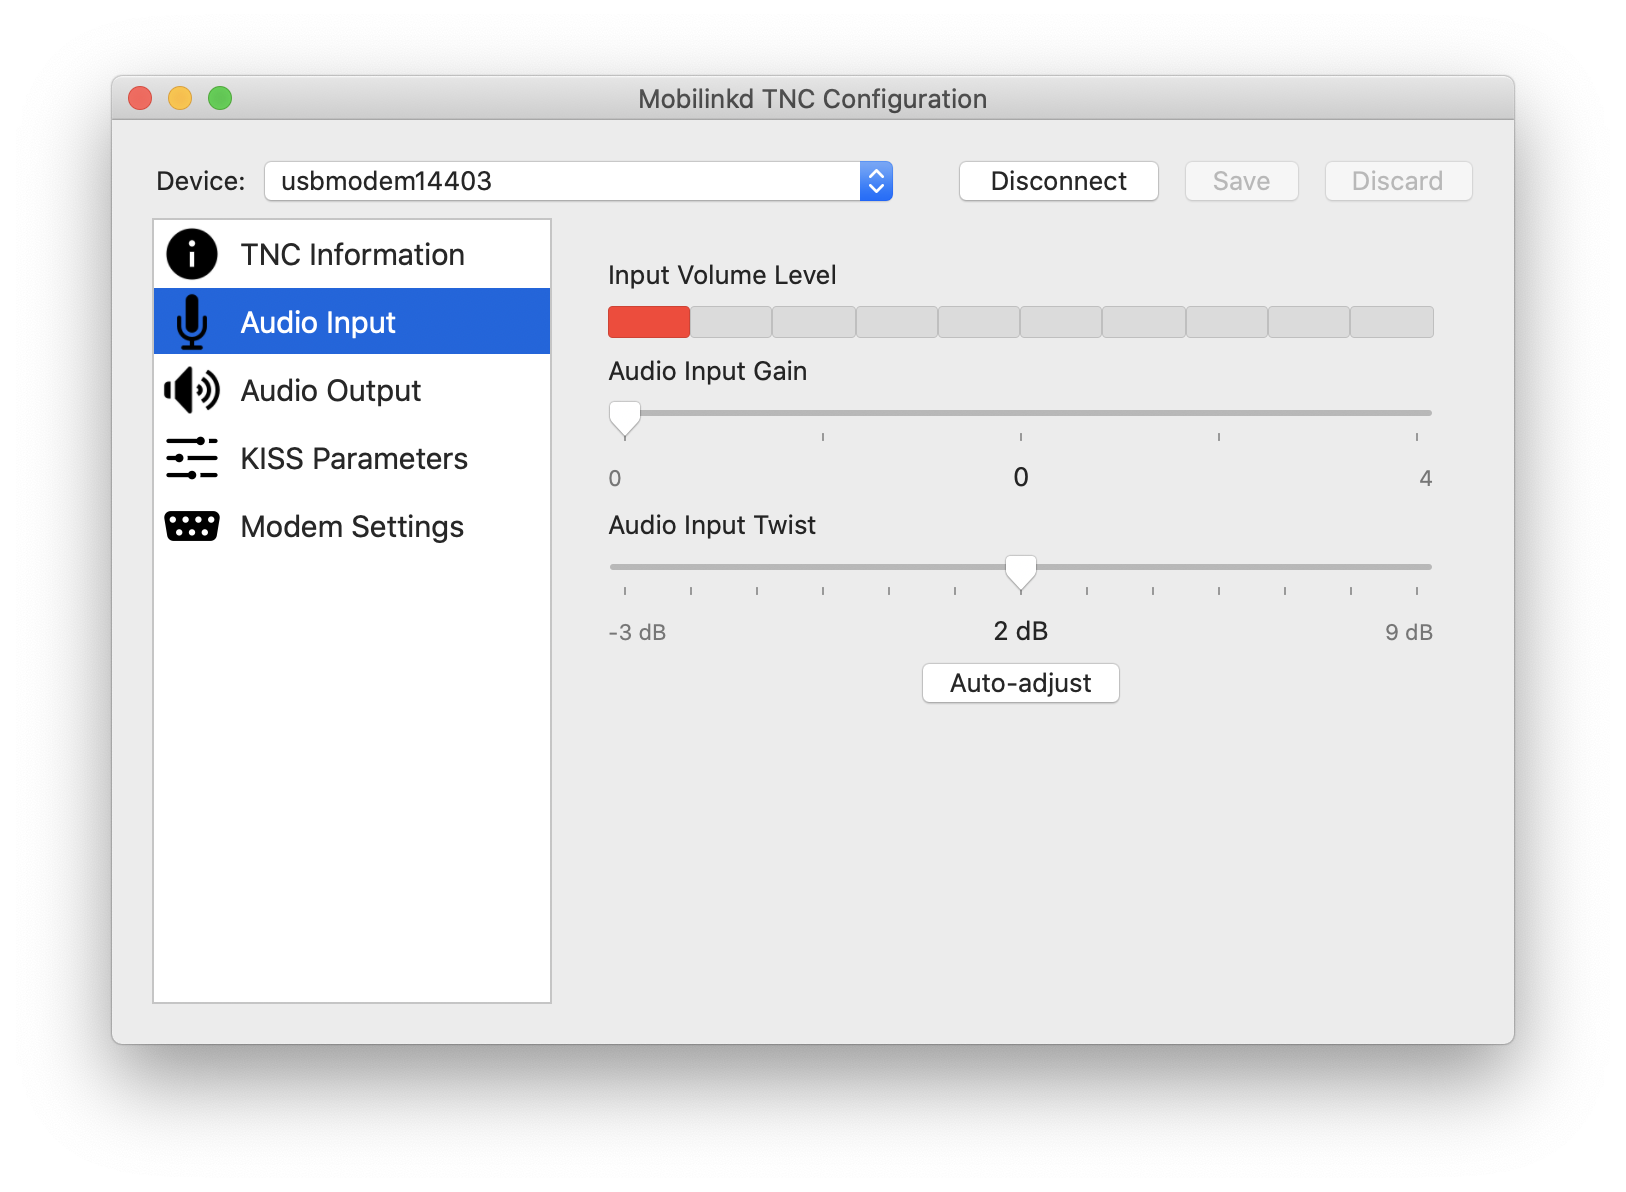 Mobilinkd TNC Configuration
Device: usbmodem14403 Disconnect Save Discard
TNC Information
Audio Input
Audio Output
KISS Parameters
Modem Settings
Input Volume Level
Audio Input Gain
0 0 4
Audio Input Twist
-3 dB 2 dB 9 dB
Auto-adjust